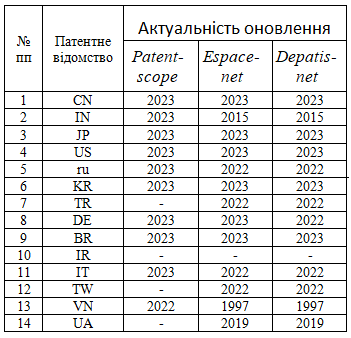 № пп Патентне відомство Актуальність оновлення
Patent-scope Espace-net Depatis-net
1 CN 2023 2023 2023
2 IN 2023 2015 2015
3 JP 2023 2023 2023
4 US 2023 2023 2023
5 ru 2023 2022 2022
6 KR 2023 2023 2023
7 TR - 2022 2022
8 DE 2023 2023 2022
9 BR 2023 2023 2023
10 IR - - -
11 IT 2023 2022 2022
12 TW - 2022 2022
13 VN 2022 1997 1997
14 UA - 2019 2019